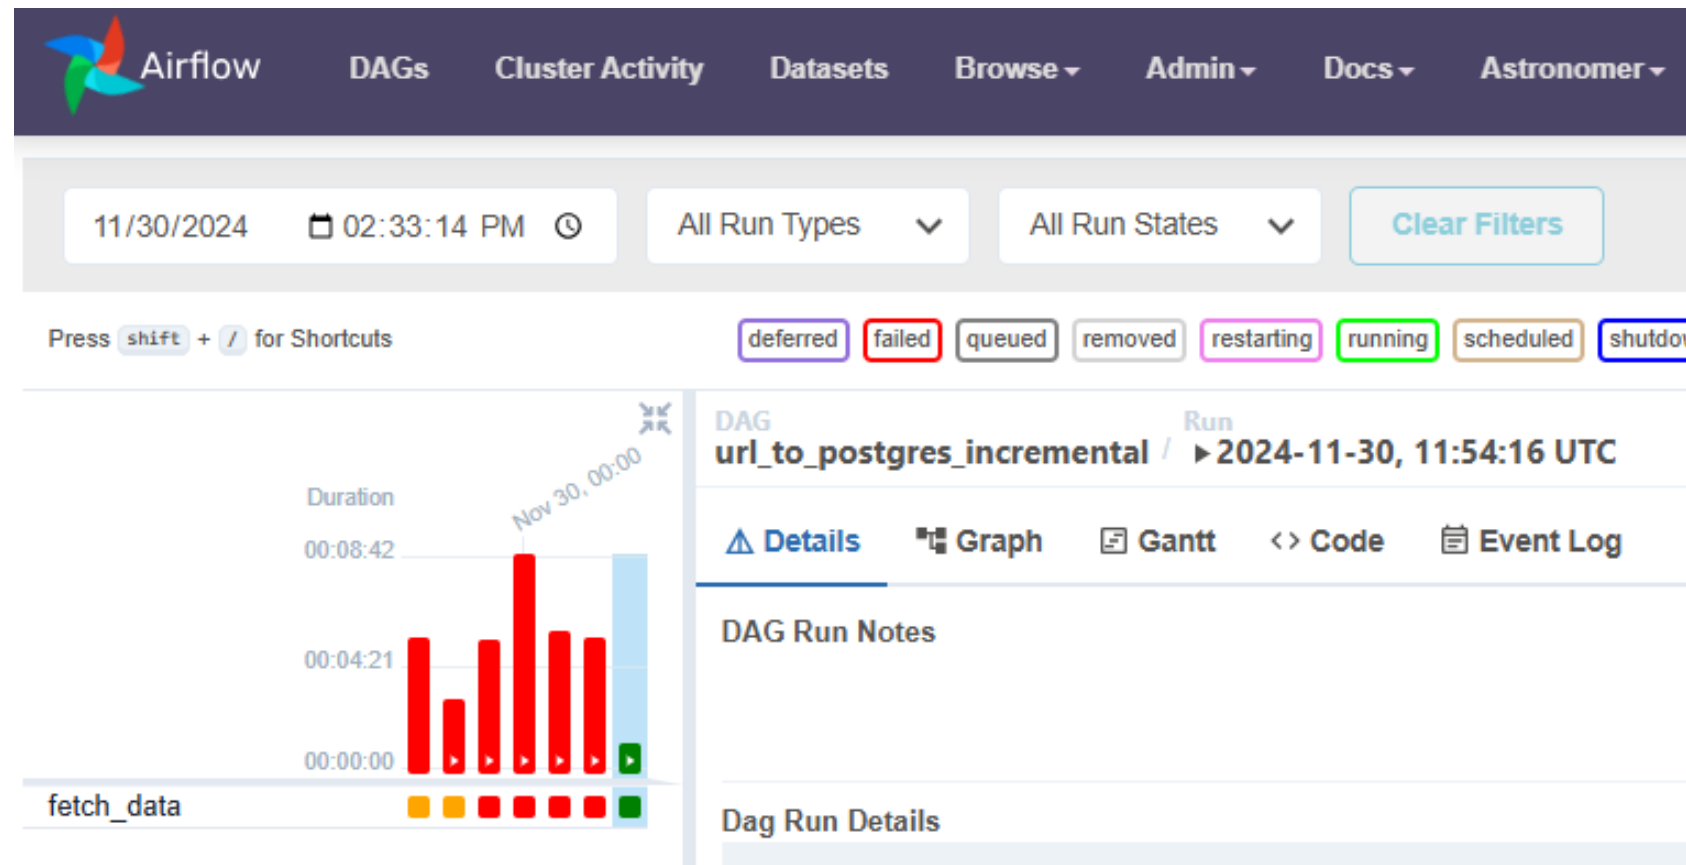 Airflow DAGs Cluster Activity Datasets Browse Admin Docs Astronomer
11/30/2024 02:33:14 PM All Run Types All Run States Clear Filters
Press shift + / for Shortcuts deferred failed queued removed restarting running scheduled shutdow
Nov 30, 00:00
Duration
00:08:42
00:04:21
00:00:00
fetch_data
DAG Run
url_to_postgres_incremental / 2024-11-30, 11:54:16 UTC
Details Graph Gantt <> Code Event Log
DAG Run Notes
Dag Run Details